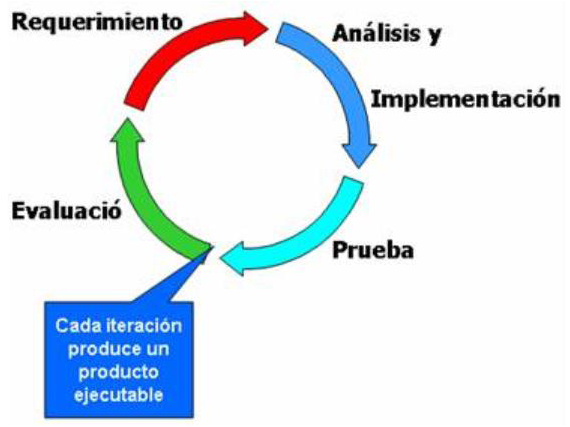 Requerimiento
Análisis y
Implementación
Evaluació
Prueba
Cada iteración
produce un
producto
ejecutable